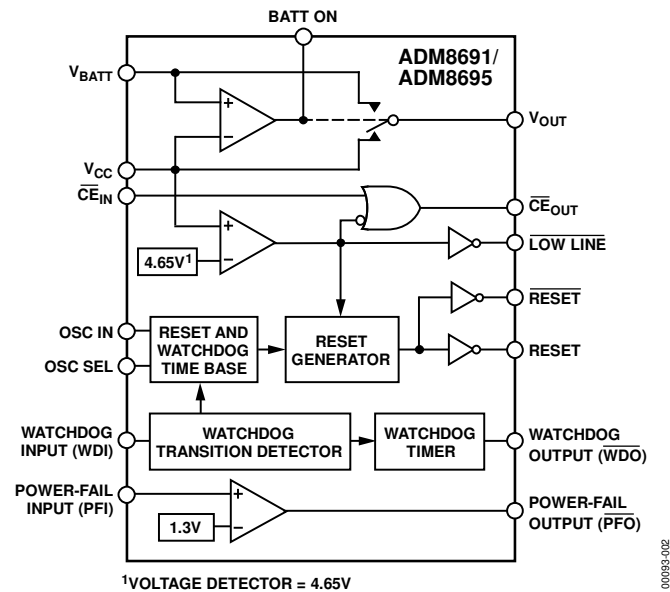 BATT ON
ADM8691/
ADM8695
VBATT
VOUT
VCC
CEIN
CEOUT
4.65V1
LOW LINE
RESET
OSC IN
RESET AND
WATCHDOG
TIME BASE
RESET
GENERATOR
RESET
OSC SEL
WATCHDOG
INPUT (WDI)
WATCHDOG
TRANSITION DETECTOR
WATCHDOG
TIMER
WATCHDOG
OUTPUT (WDO)
POWER-FAIL
INPUT (PFI)
1.3V
POWER-FAIL
OUTPUT (PFO)
1VOLTAGE DETECTOR = 4.65V
00093-002